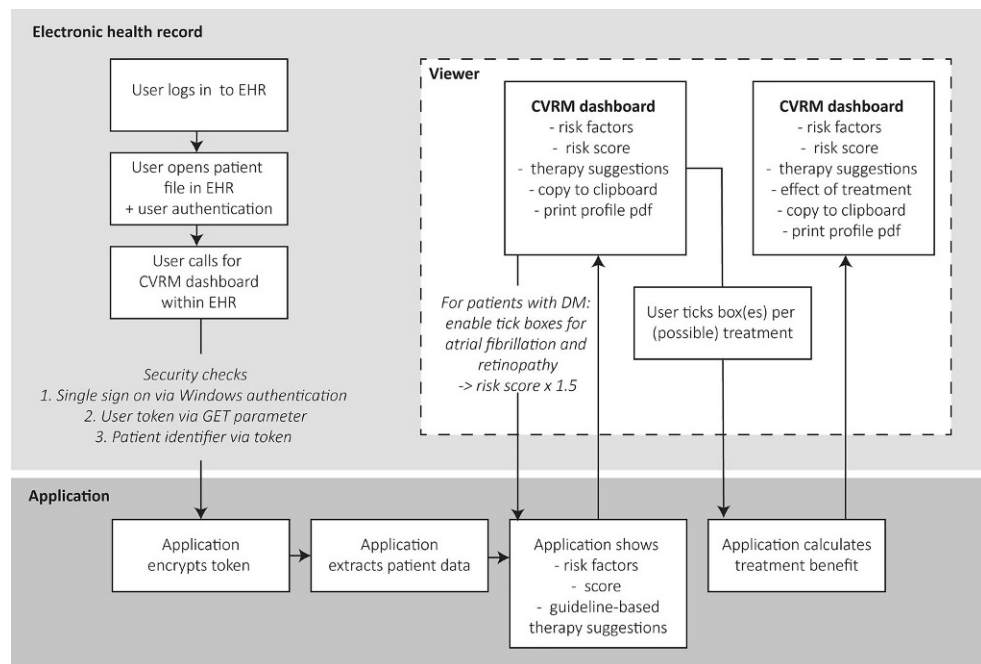 Electronic health record
User logs in to EHR
User opens patient
file in EHR
+ user authentication
User calls for
CVRM dashboard
within EHR
Security checks
1. Single sign on via Windows authentication
2. User token via GET parameter
3. Patient identifier via token
Viewer
CVRM dashboard
- risk factors
- risk score
- therapy suggestions
- copy to clipboard
- print profile pdf
CVRM dashboard
- risk factors
- risk score
- therapy suggestions
- effect of treatment
- copy to clipboard
- print profile pdf
For patients with DM:
enable tick boxes for
atrial fibrillation and
retinopathy
-> risk score x 1.5
User ticks box(es) per
(possible) treatment
Application
Application
encrypts token
Application
extracts patient data
Application shows
- risk factors
- score
- guideline-based
therapy suggestions
Application calculates
treatment benefit